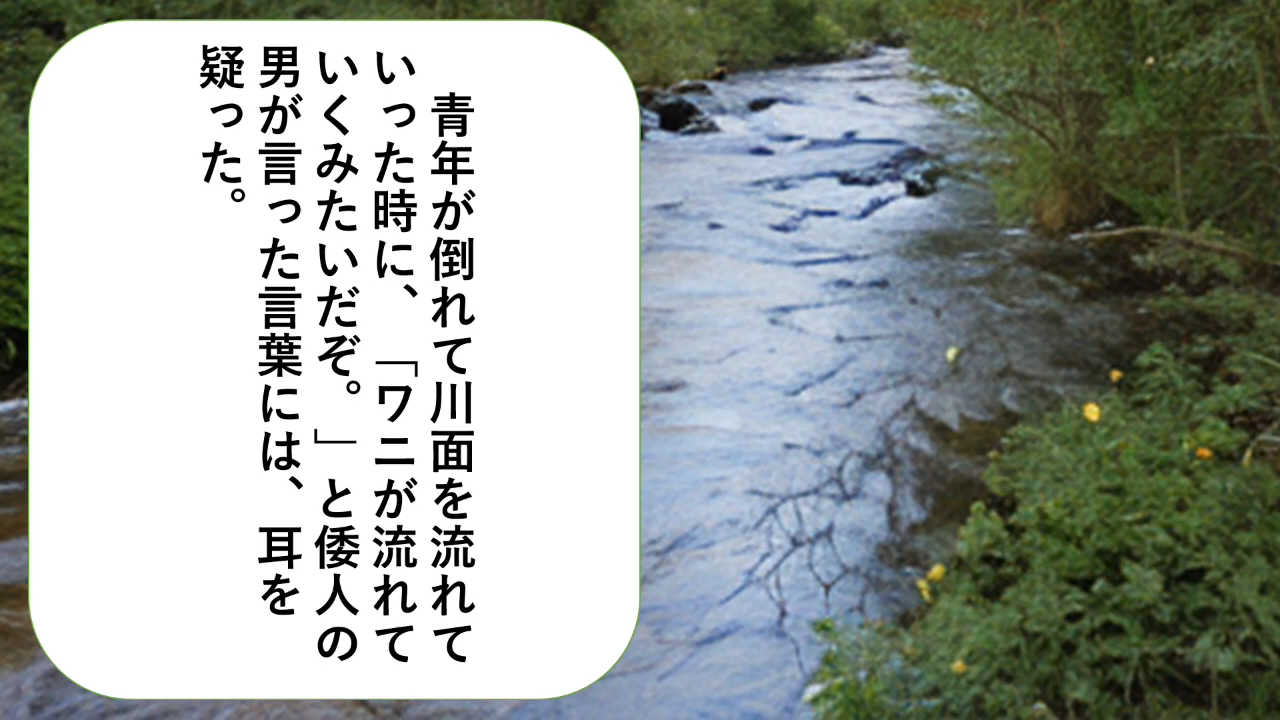 青年が倒れて川面を流れて
いった時に、「ワニが流れて
いくみたいだぞ。」と倭人の
男が言った言葉には、耳を
疑った。